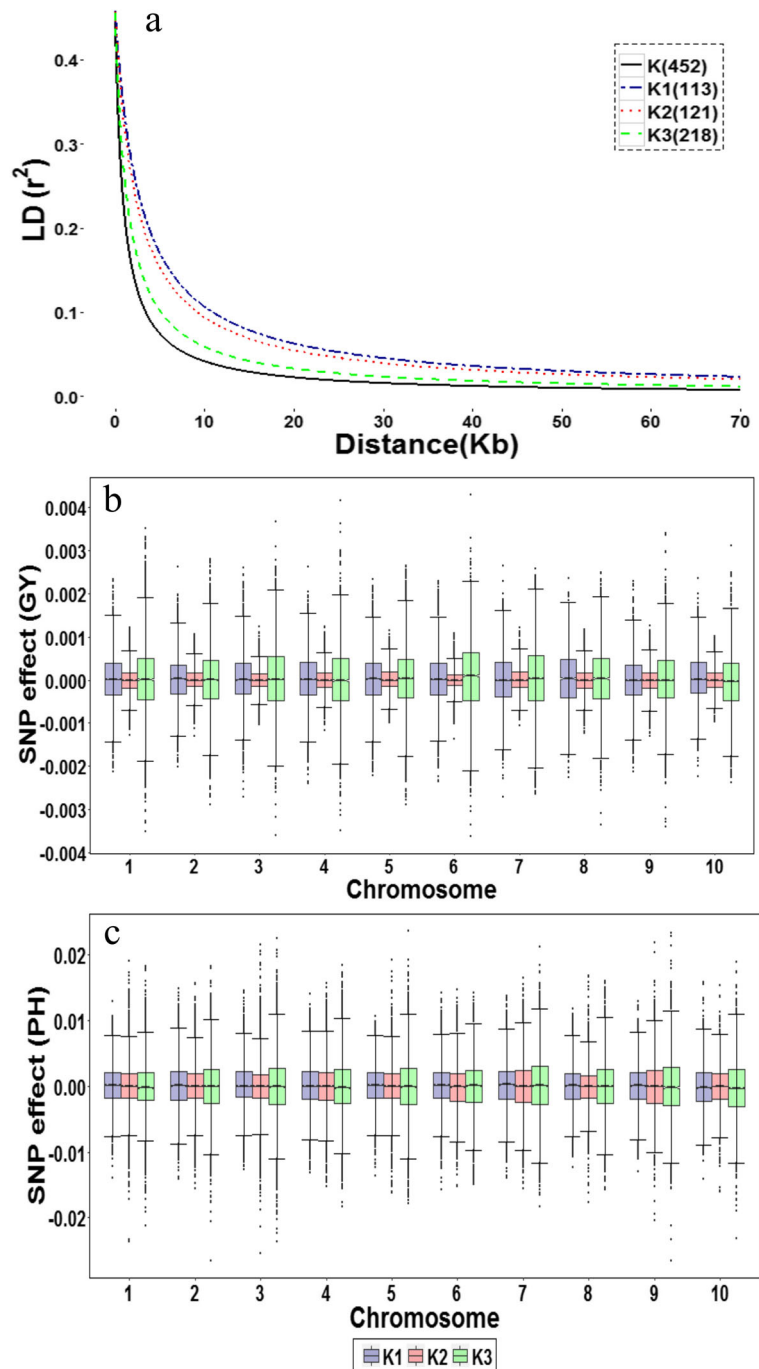 a
K(452)
K1(113)
K2(121)
K3(218)
LD (r²)
0.4
0.3
0.2
0.1
0.0
0 10 20 30 40 50 60 70
Distance(Kb)
b
SNP effect (GY)
0.004
0.003
0.002
0.001
0.000
-0.001
-0.002
-0.003
-0.004
1 2 3 4 5 6 7 8 9 10
Chromosome
c
SNP effect (PH)
0.02
0.01
0.00
-0.01
-0.02
1 2 3 4 5 6 7 8 9 10
Chromosome
K1 K2 K3